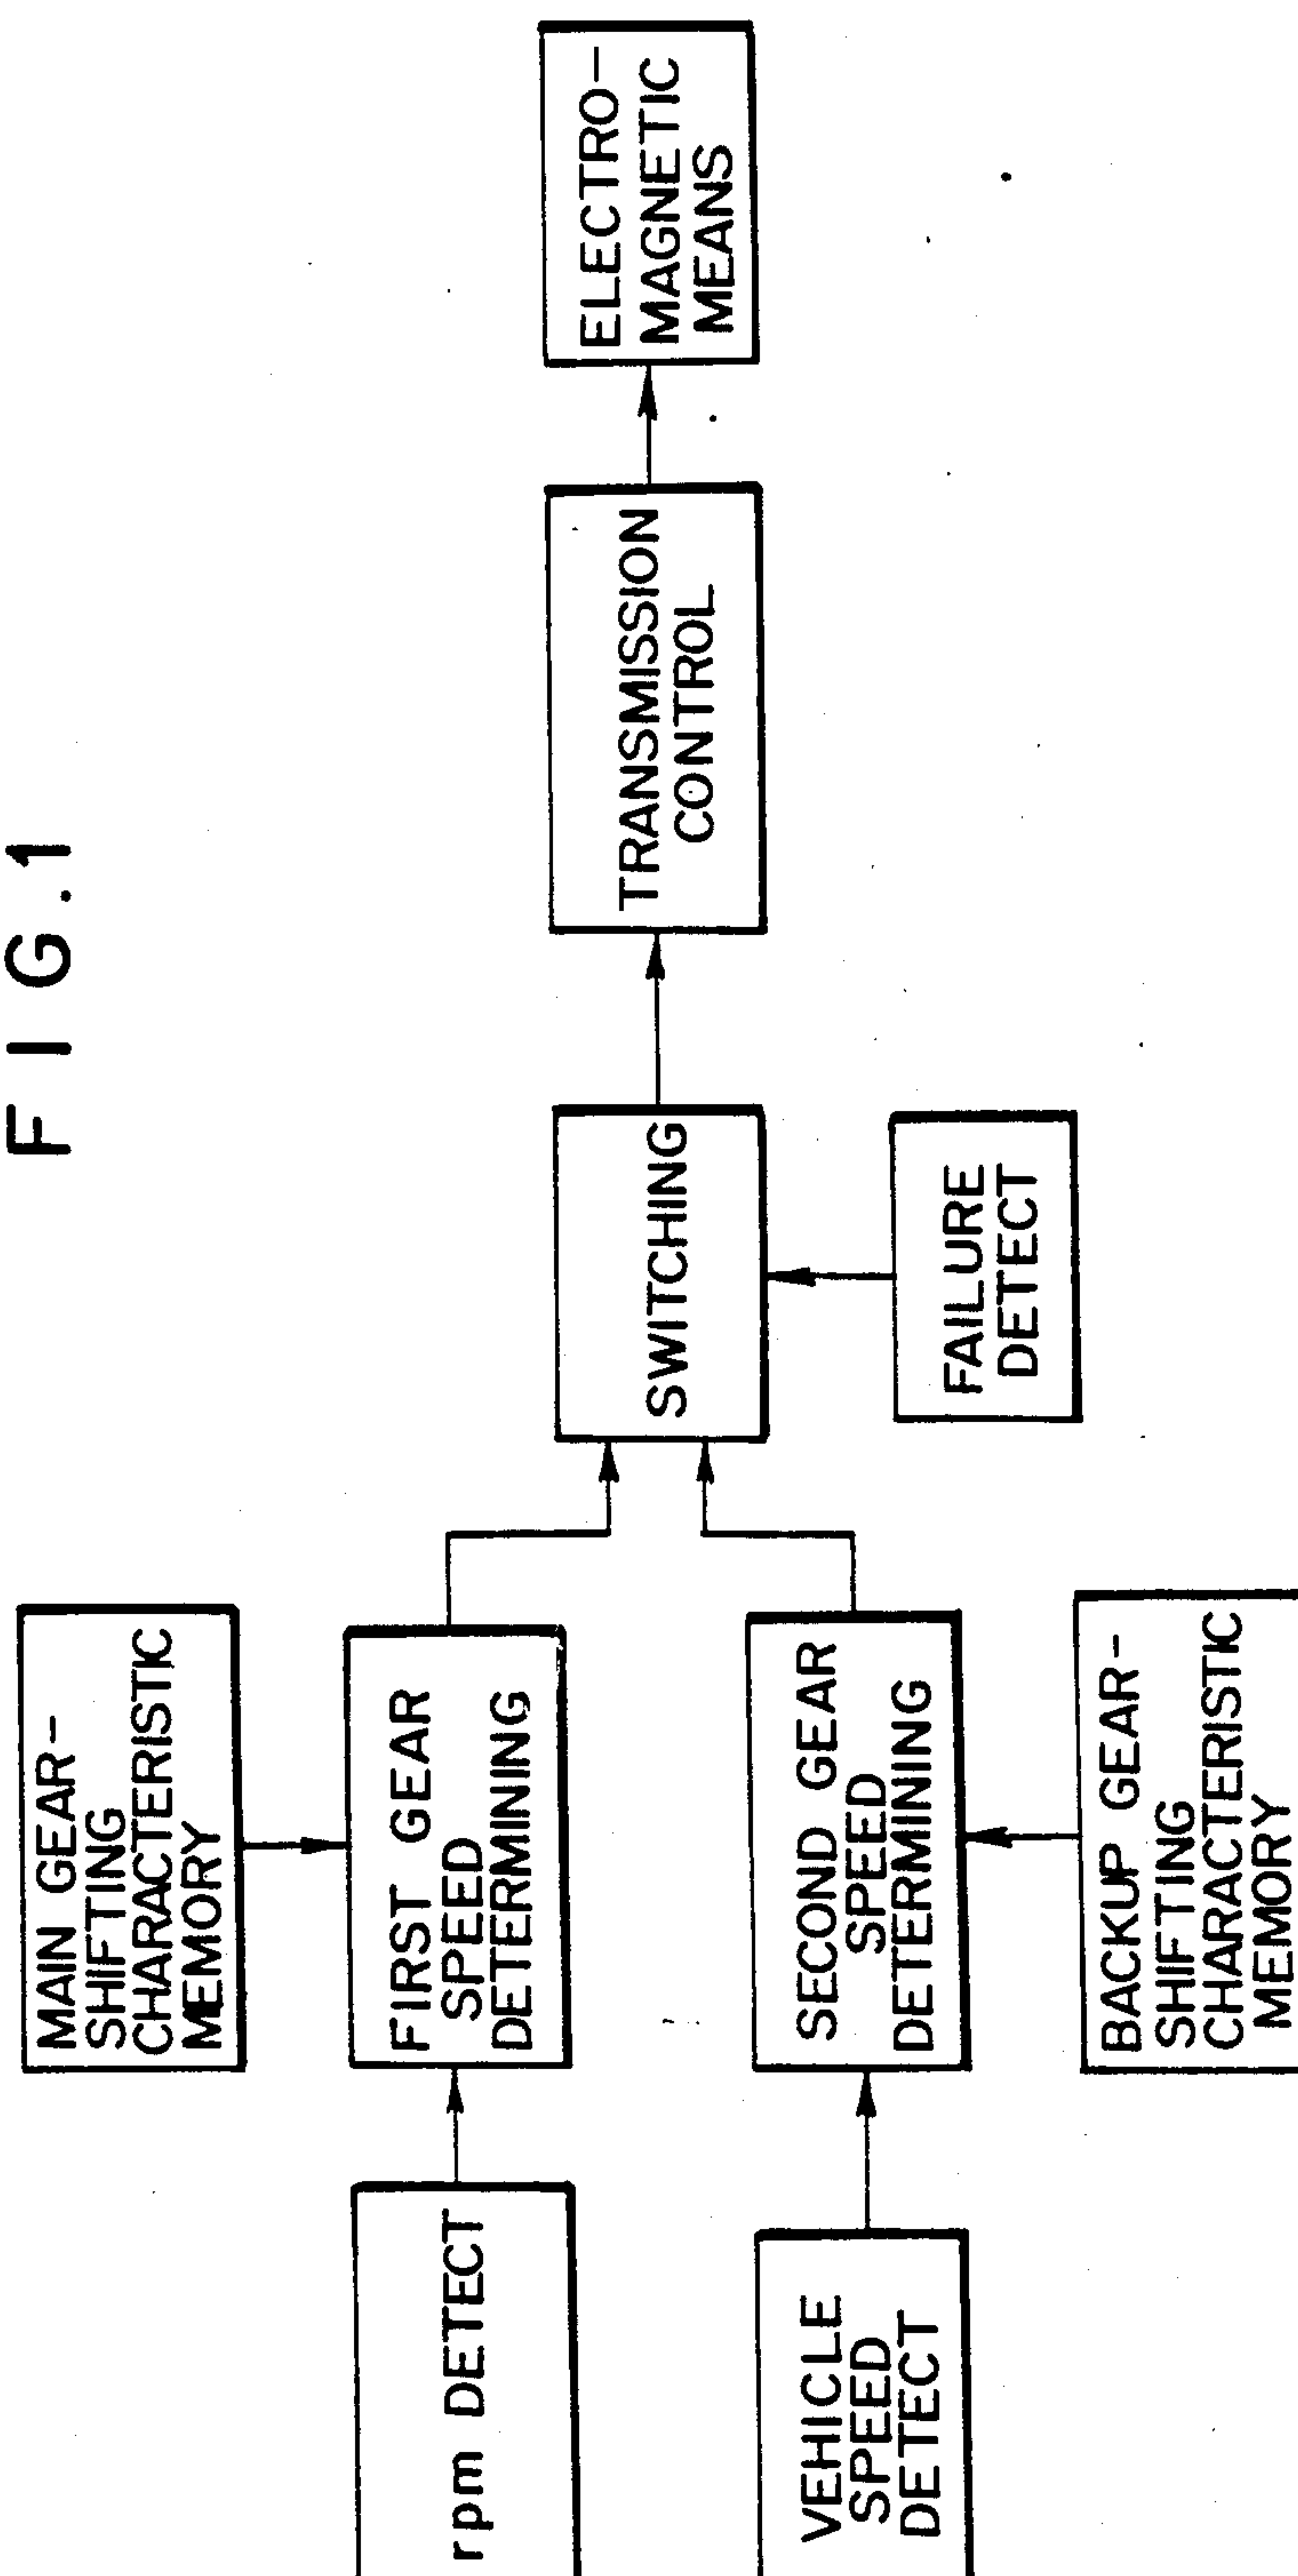 FIG.1
MAIN GEAR-
SHIFTING
CHARACTERISTIC
MEMORY
rpm DETECT
FIRST GEAR
SPEED
DETERMINING
SWITCHING
TRANSMISSION
CONTROL
ELECTRO-
MAGNETIC
MEANS
VEHICLE
SPEED
DETECT
SECOND GEAR
SPEED
DETERMINING
FAILURE
DETECT
BACKUP GEAR-
SHIFTING
CHARACTERISTIC
MEMORY